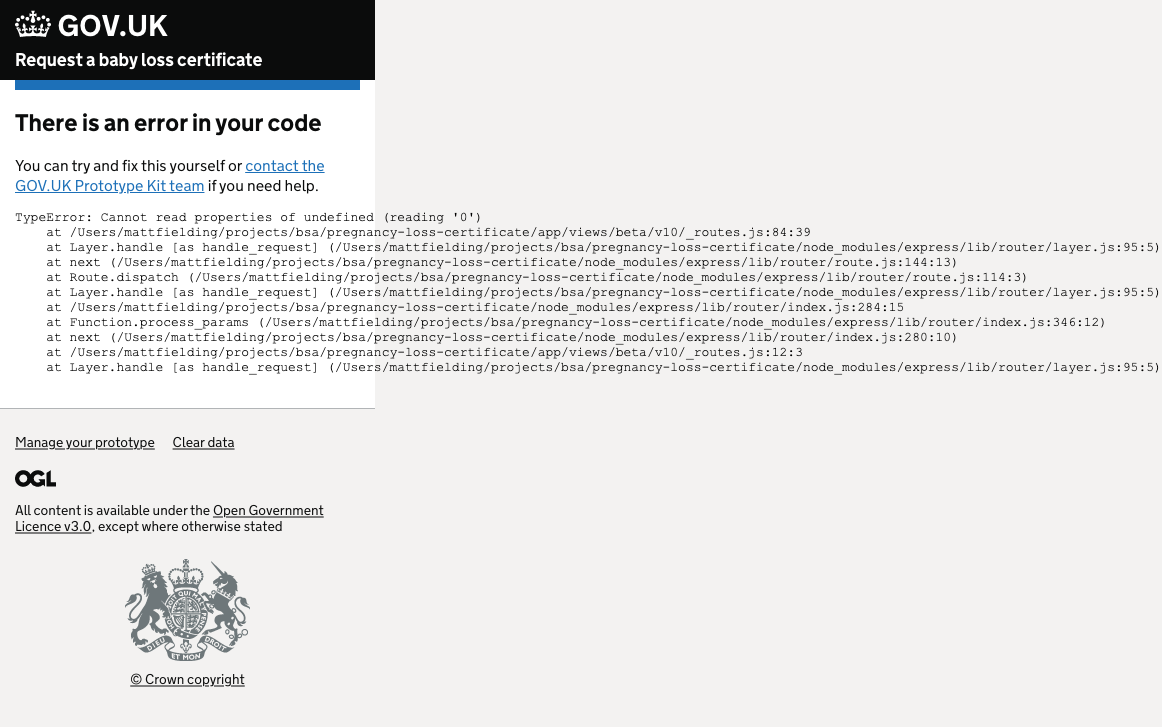 GOV.UK
Request a baby loss certificate
There is an error in your code
You can try and fix this yourself or contact the
GOV.UK Prototype Kit team if you need help.
TypeError: Cannot read properties of undefined (reading '0')
    at /Users/mattfielding/projects/bsa/pregnancy-loss-certificate/app/views/beta/v10/_routes.js:84:39
    at Layer.handle [as handle_request] (/Users/mattfielding/projects/bsa/pregnancy-loss-certificate/node_modules/express/lib/router/layer.js:95:5)
    at next (/Users/mattfielding/projects/bsa/pregnancy-loss-certificate/node_modules/express/lib/router/route.js:144:13)
    at Route.dispatch (/Users/mattfielding/projects/bsa/pregnancy-loss-certificate/node_modules/express/lib/router/route.js:114:3)
    at Layer.handle [as handle_request] (/Users/mattfielding/projects/bsa/pregnancy-loss-certificate/node_modules/express/lib/router/layer.js:95:5)
    at /Users/mattfielding/projects/bsa/pregnancy-loss-certificate/node_modules/express/lib/router/index.js:284:15
    at Function.process_params (/Users/mattfielding/projects/bsa/pregnancy-loss-certificate/node_modules/express/lib/router/index.js:346:12)
    at next (/Users/mattfielding/projects/bsa/pregnancy-loss-certificate/node_modules/express/lib/router/index.js:280:10)
    at /Users/mattfielding/projects/bsa/pregnancy-loss-certificate/app/views/beta/v10/_routes.js:12:3
    at Layer.handle [as handle_request] (/Users/mattfielding/projects/bsa/pregnancy-loss-certificate/node_modules/express/lib/router/layer.js:95:5)
Manage your prototype Clear data
OGL
All content is available under the Open Government
Licence v3.0, except where otherwise stated
DIEU ET MON DROIT
© Crown copyright